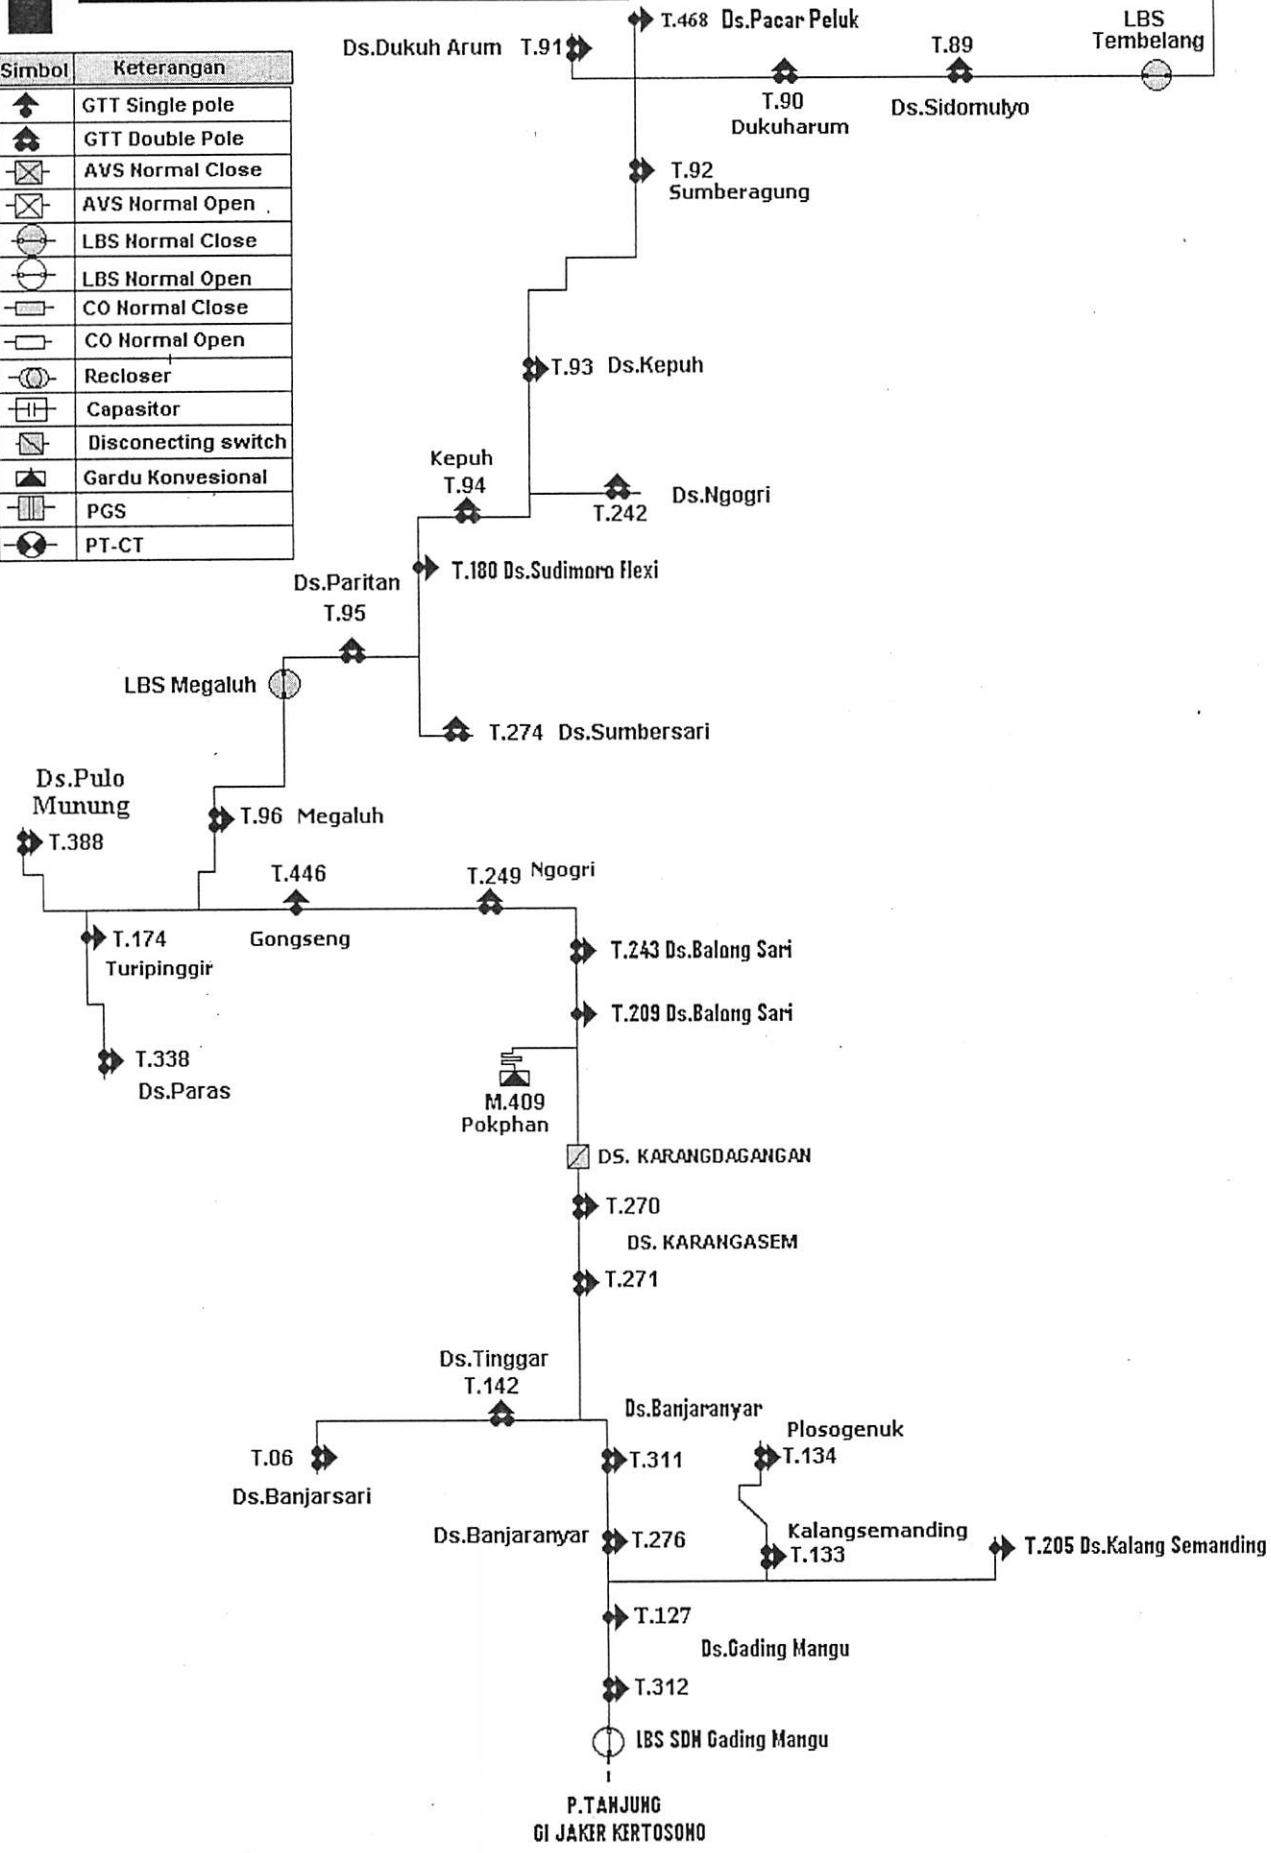 Simbol Keterangan
GTT Single pole
GTT Double Pole
AVS Normal Close
AVS Normal Open
LBS Normal Close
LBS Normal Open
CO Normal Close
CO Normal Open
Recloser
Capasitor
Disconecting switch
Gardu Konvesional
PGS
PT-CT
T.468 Ds.Pacar Peluk
Ds.Dukuh Arum T.91
LBS
Tembelang
T.89
Ds.Sidomulyo
T.90
Dukuharum
T.92
Sumberagung
T.93 Ds.Kepuh
Kepuh
T.94
T.242
Ds.Ngogri
T.180 Ds.Sudimoro Flexi
Ds.Paritan
T.95
LBS Megaluh
T.274 Ds.Sumbersari
Ds.Pulo
Munung
T.388
T.96 Megaluh
T.446
Gongseng
T.249 Ngogri
T.174
Turipinggir
T.243 Ds.Balong Sari
T.209 Ds.Balong Sari
T.338
Ds.Paras
M.409
Pokphan
DS. KARANGDAGANGAN
T.270
DS. KARANGASEM
T.271
Ds.Tinggar
T.142
T.06
Ds.Banjarsari
Ds.Banjaranyar
T.311
Plosogenuk
T.134
Ds.Banjaranyar T.276
Kalangsemanding
T.133
T.205 Ds.Kalang Semanding
T.127
Ds.Gading Mangu
T.312
LBS SDH Gading Mangu
P.TANJUNG
GI JAKER KERTOSONO